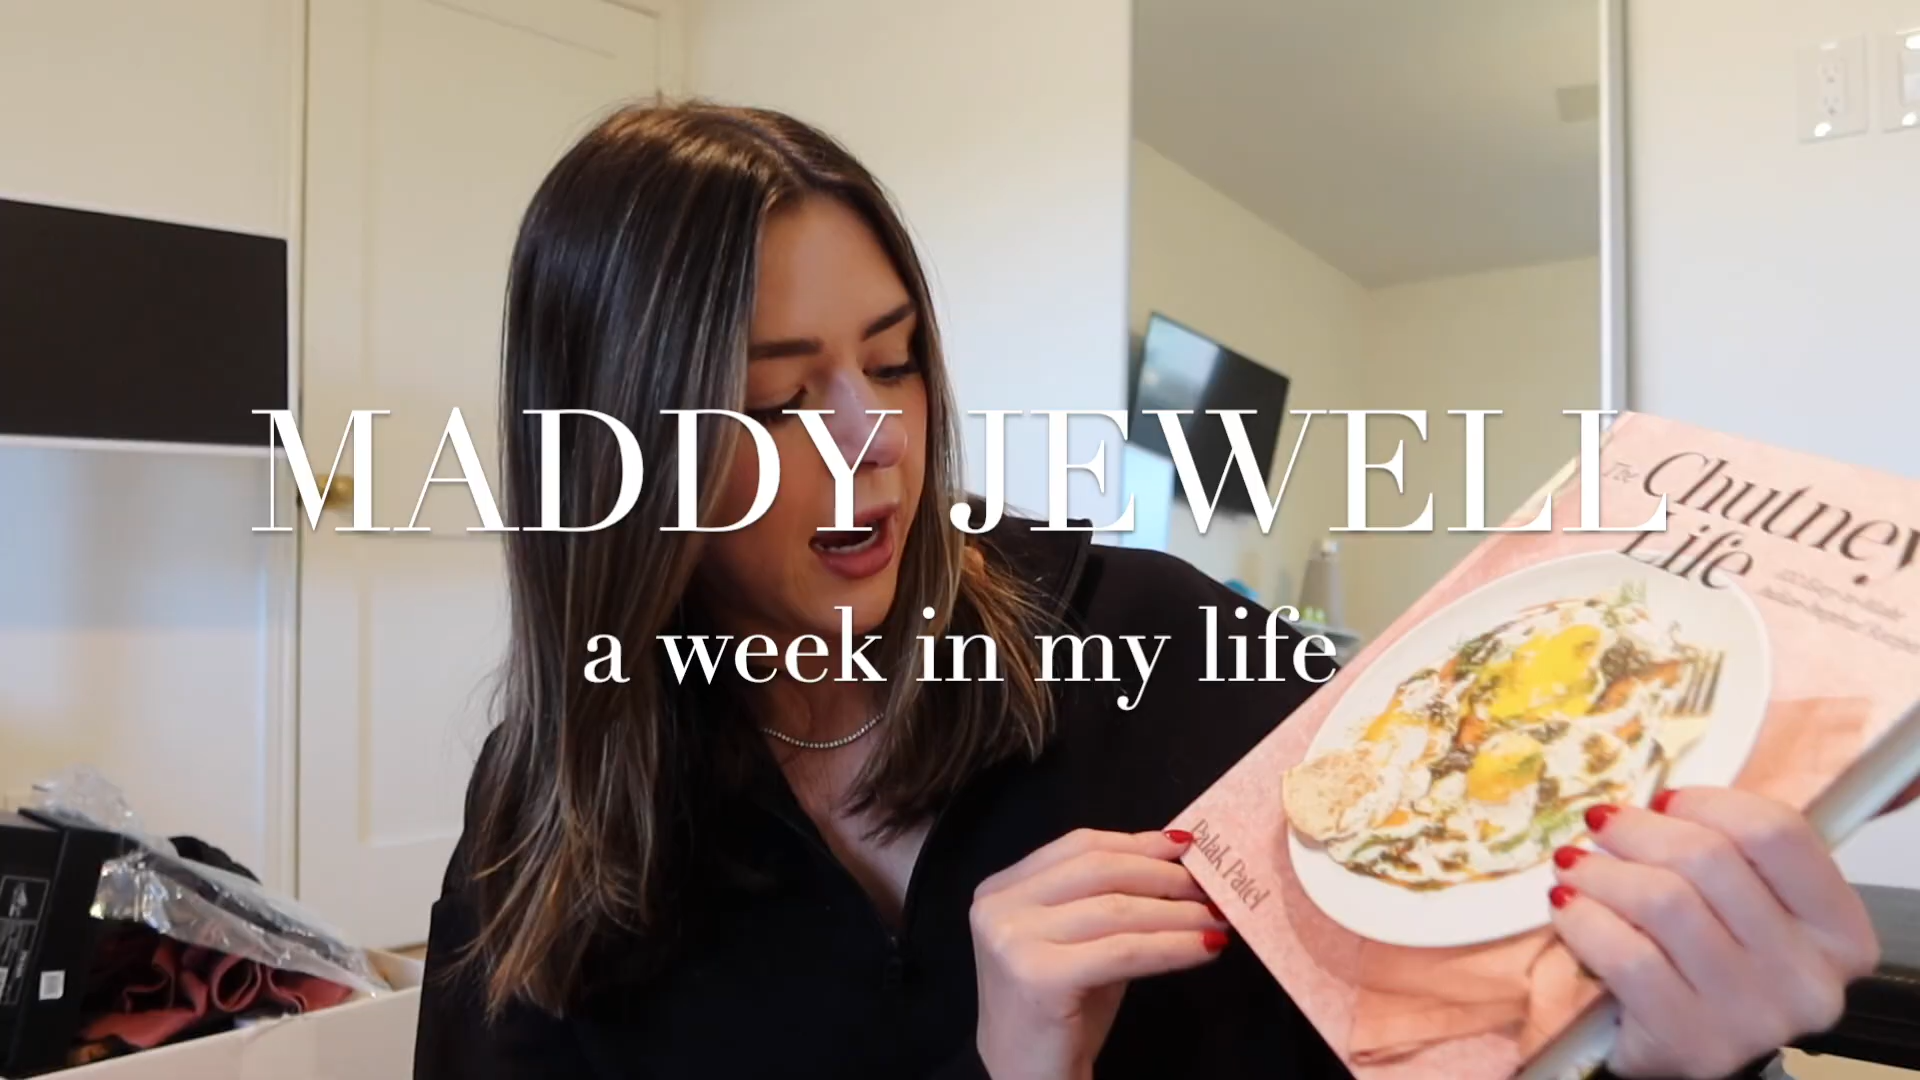 MADDY JEWELL
a week in my life
The Chutney
Life
Palak Patel